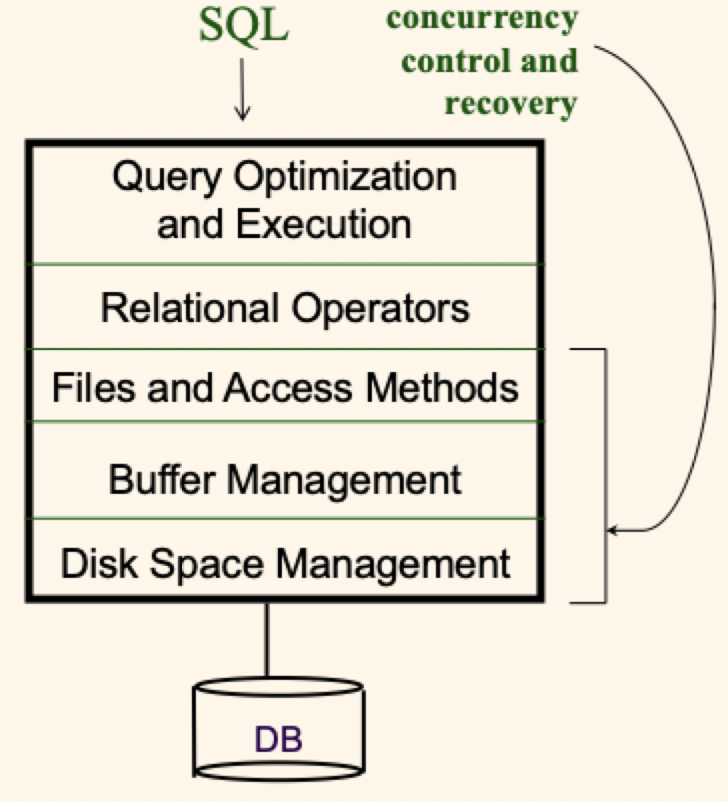 SQL
concurrency
control and
recovery
Query Optimization
and Execution
Relational Operators
Files and Access Methods
Buffer Management
Disk Space Management
DB